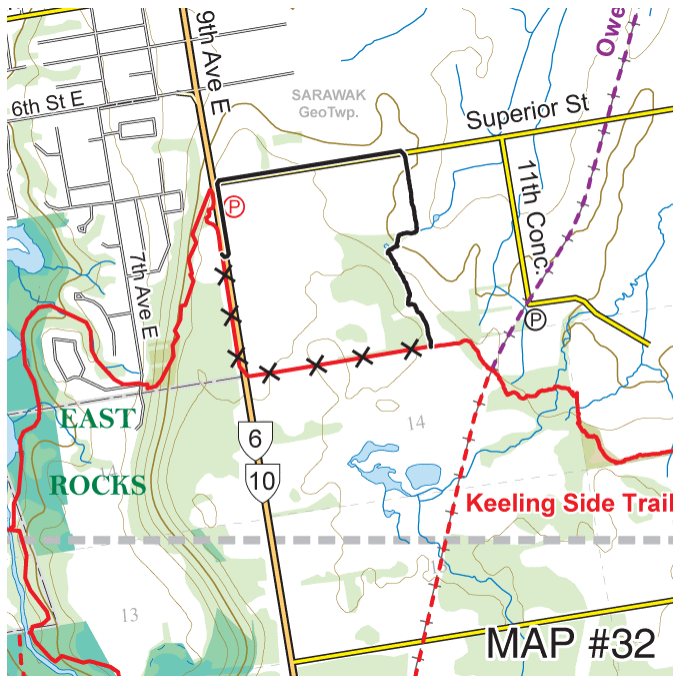 9th Ave E
Owe
6th St E
SARAWAK
GeoTwp.
Superior St
P
11th Conc.
7th Ave E
P
EAST
14
6
ROCKS
10
Keeling Side Trail
13
MAP #32